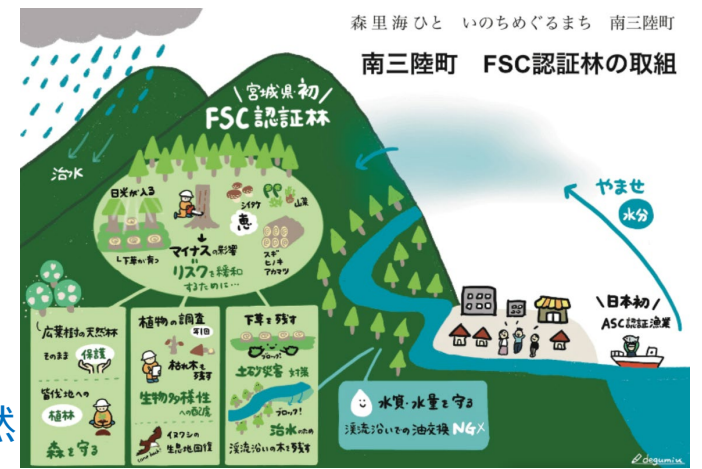 森 里 海 ひと いのちめぐるまち 南三陸町
南三陸町 FSC認証林の取組
宮城県初
FSC認証林
治水
日光が入る
下草が育つ
シイタケ
山菜
恵
スギ
ヒノキ
アカマツ
マイナスの影響
リスクを緩和
するために…
やませ
水分
日本初
ASC認証漁業
広葉樹の天然林
そのまま 保護
皆伐地への
植林
森を守る
植物の調査
年1回
枯れ木も
残す
生物多様性
への配慮
イヌワシの
生息地回復
下草を残す
ブロック!
土砂災害 対策
ブロック!
治水のため
渓流沿いの木を残す
水質・水量を守る
渓流沿いでの油交換 NG×
然
degumiu